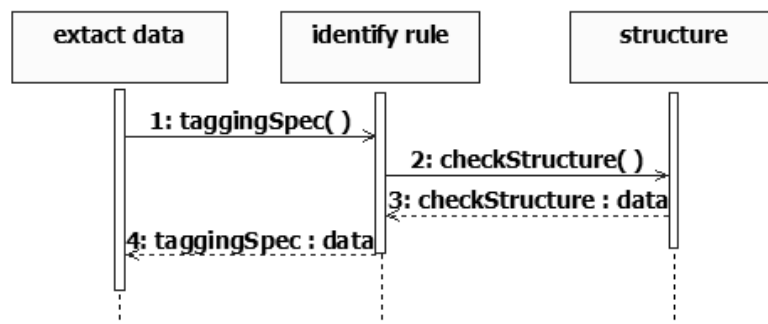 extact data
identify rule
structure
1: taggingSpec( )
2: checkStructure( )
3: checkStructure : data
4: taggingSpec : data